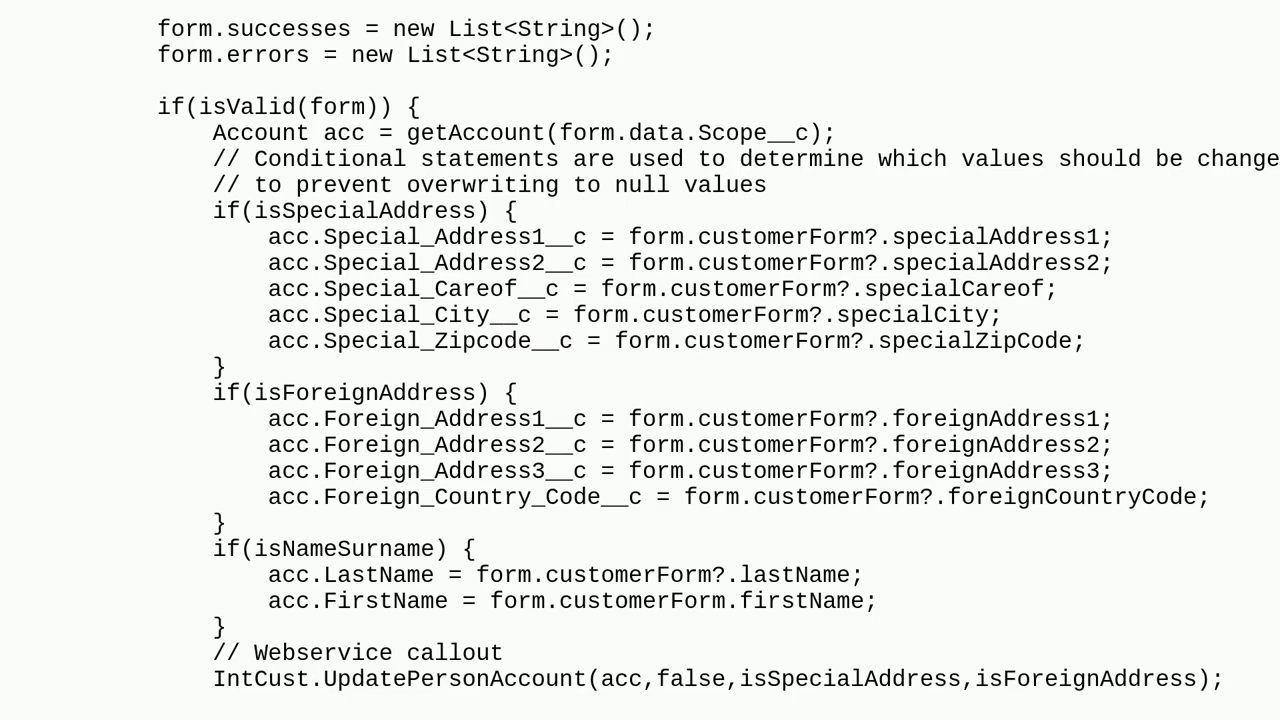 form.successes = new List<String>();
form.errors = new List<String>();
if(isValid(form)) {
Account acc = getAccount(form.data.Scope__c);
// Conditional statements are used to determine which values should be change
// to prevent overwriting to null values
if(isSpecialAddress) {
acc.Special_Address1__c = form.customerForm?.specialAddress1;
acc.Special_Address2__c = form.customerForm?.specialAddress2;
acc.Special_Careof__c = form.customerForm?.specialCareof;
acc.Special_City__c = form.customerForm?.specialCity;
acc.Special_Zipcode__c = form.customerForm?.specialZipCode;
}
if(isForeignAddress) {
acc.Foreign_Address1__c = form.customerForm?.foreignAddress1;
acc.Foreign_Address2__c = form.customerForm?.foreignAddress2;
acc.Foreign_Address3__c = form.customerForm?.foreignAddress3;
acc.Foreign_Country_Code__c = form.customerForm?.foreignCountryCode;
}
if(isNameSurname) {
acc.LastName = form.customerForm?.lastName;
acc.FirstName = form.customerForm.firstName;
}
// Webservice callout
IntCust.UpdatePersonAccount(acc,false,isSpecialAddress,isForeignAddress);